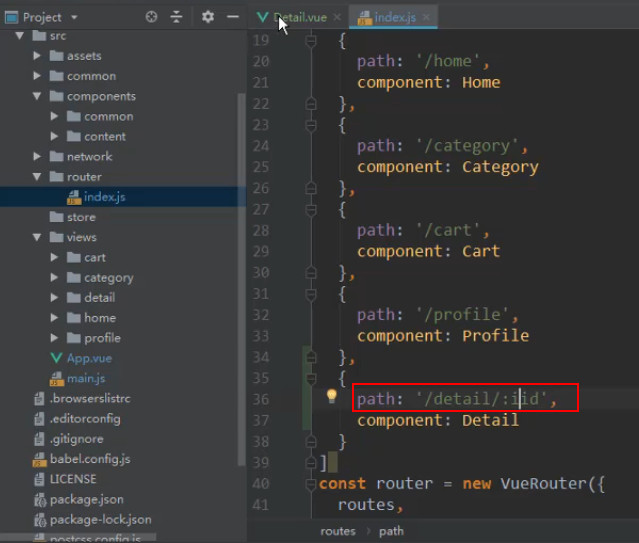 Project
Detail.vue
index.js
src
assets
common
components
common
content
network
router
index.js
store
views
cart
category
detail
home
profile
App.vue
main.js
.browserslistrc
.editorconfig
.gitignore
babel.config.js
LICENSE
package.json
package-lock.json
postcss.config.js
19 {
20 path: '/home',
21 component: Home
22 },
23 {
24 path: '/category',
25 component: Category
26 },
27 {
28 path: '/cart',
29 component: Cart
30 },
31 {
32 path: '/profile',
33 component: Profile
34 },
35 {
36 path: '/detail/:iid',
37 component: Detail
38 }
39 ]
40 const router = new VueRouter({
41 routes,
routes › path